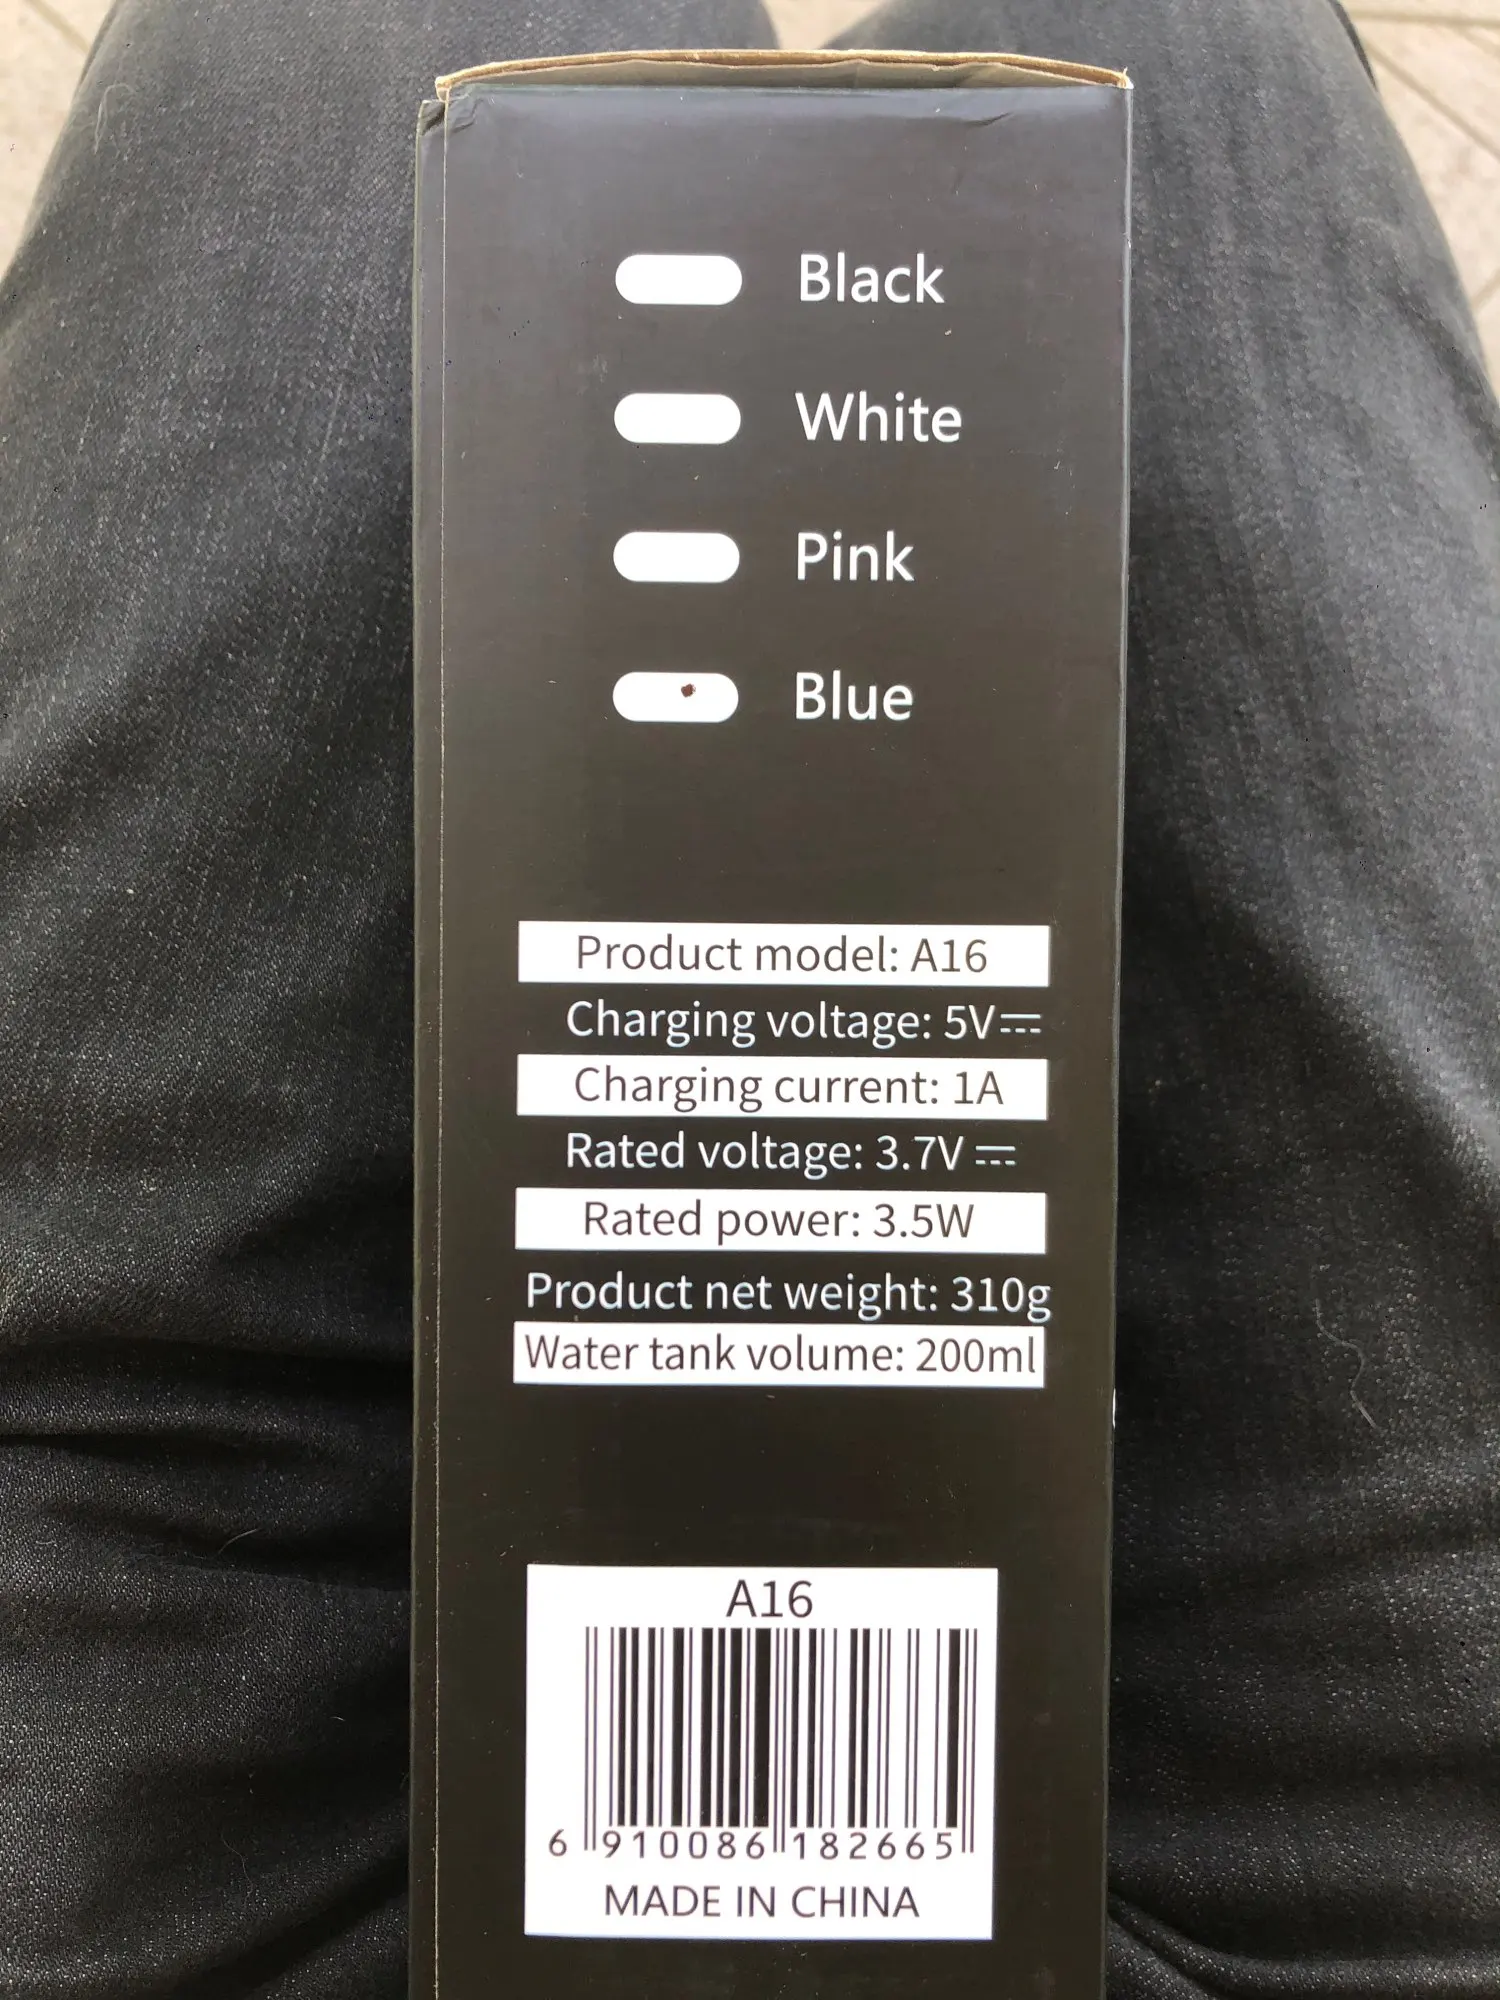 Black
White
Pink
Blue
Product model: A16
Charging voltage: 5V⎓
Charging current: 1A
Rated voltage: 3.7V ⎓
Rated power: 3.5W
Product net weight: 310g
Water tank volume: 200ml
A16
6 910086 182665
MADE IN CHINA